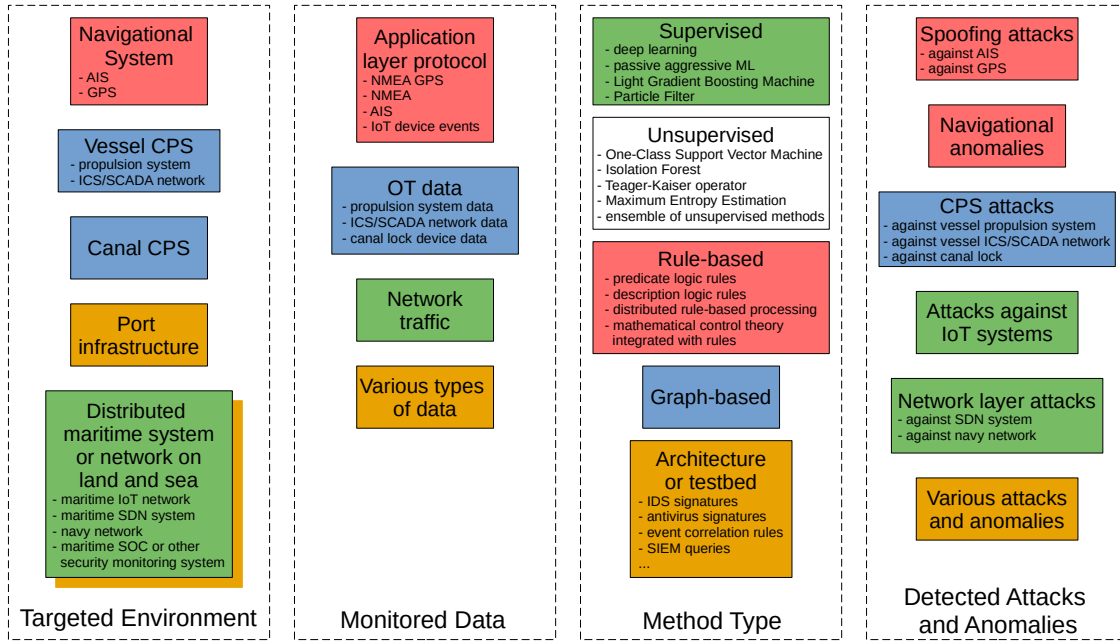 Navigational
System
- AIS
- GPS
Vessel CPS
- propulsion system
- ICS/SCADA network
Canal CPS
Port
infrastructure
Distributed
maritime system
or network on
land and sea
- maritime IoT network
- maritime SDN system
- navy network
- maritime SOC or other
security monitoring system
Targeted Environment
Application
layer protocol
- NMEA GPS
- NMEA
- AIS
- IoT device events
OT data
- propulsion system data
- ICS/SCADA network data
- canal lock device data
Network
traffic
Various types
of data
Monitored Data
Supervised
- deep learning
- passive aggressive ML
- Light Gradient Boosting Machine
- Particle Filter
Unsupervised
- One-Class Support Vector Machine
- Isolation Forest
- Teager-Kaiser operator
- Maximum Entropy Estimation
- ensemble of unsupervised methods
Rule-based
- predicate logic rules
- description logic rules
- distributed rule-based processing
- mathematical control theory
integrated with rules
Graph-based
Architecture
or testbed
- IDS signatures
- antivirus signatures
- event correlation rules
- SIEM queries
...
Method Type
Spoofing attacks
- against AIS
- against GPS
Navigational
anomalies
CPS attacks
- against vessel propulsion system
- against vessel ICS/SCADA network
- against canal lock
Attacks against
IoT systems
Network layer attacks
- against SDN system
- against navy network
Various attacks
and anomalies
Detected Attacks
and Anomalies